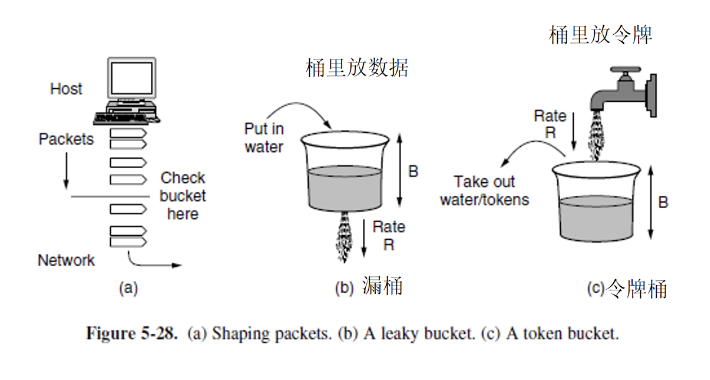 Host
Packets
Check
bucket
here
Network
(a)
桶里放数据
Put in
water
B
Rate
R
(b) 漏桶
桶里放令牌
Rate
R
Take out
water/tokens
B
(c) 令牌桶
Figure 5-28. (a) Shaping packets. (b) A leaky bucket. (c) A token bucket.